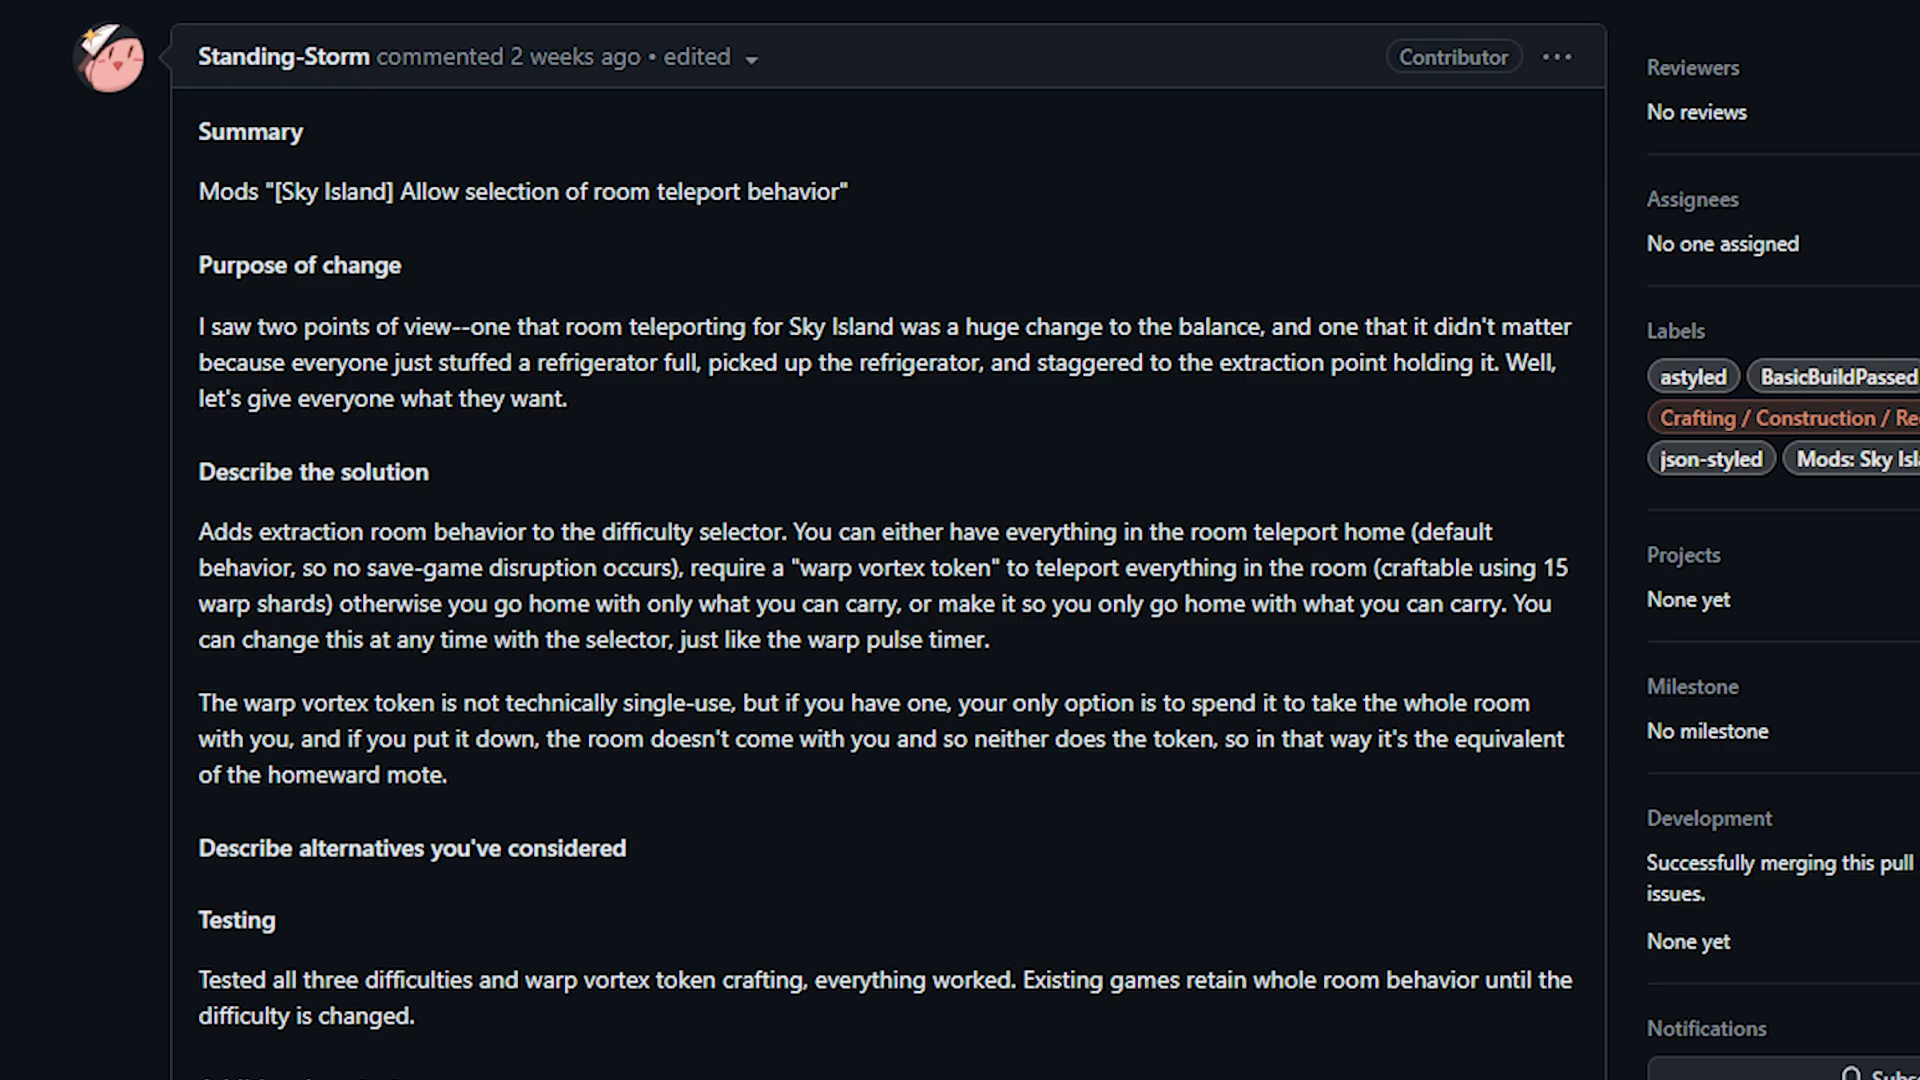 Standing-Storm commented 2 weeks ago • edited
Contributor
Summary
Mods "[Sky Island] Allow selection of room teleport behavior"
Purpose of change
I saw two points of view--one that room teleporting for Sky Island was a huge change to the balance, and one that it didn't matter
because everyone just stuffed a refrigerator full, picked up the refrigerator, and staggered to the extraction point holding it. Well,
let's give everyone what they want.
Describe the solution
Adds extraction room behavior to the difficulty selector. You can either have everything in the room teleport home (default
behavior, so no save-game disruption occurs), require a "warp vortex token" to teleport everything in the room (craftable using 15
warp shards) otherwise you go home with only what you can carry, or make it so you only go home with what you can carry. You
can change this at any time with the selector, just like the warp pulse timer.
The warp vortex token is not technically single-use, but if you have one, your only option is to spend it to take the whole room
with you, and if you put it down, the room doesn't come with you and so neither does the token, so in that way it's the equivalent
of the homeward mote.
Describe alternatives you've considered
Testing
Tested all three difficulties and warp vortex token crafting, everything worked. Existing games retain whole room behavior until the
difficulty is changed.
Reviewers
No reviews
Assignees
No one assigned
Labels
astyled BasicBuildPassed
Crafting / Construction / Re
json-styled Mods: Sky Isl
Projects
None yet
Milestone
No milestone
Development
Successfully merging this pull
issues.
None yet
Notifications